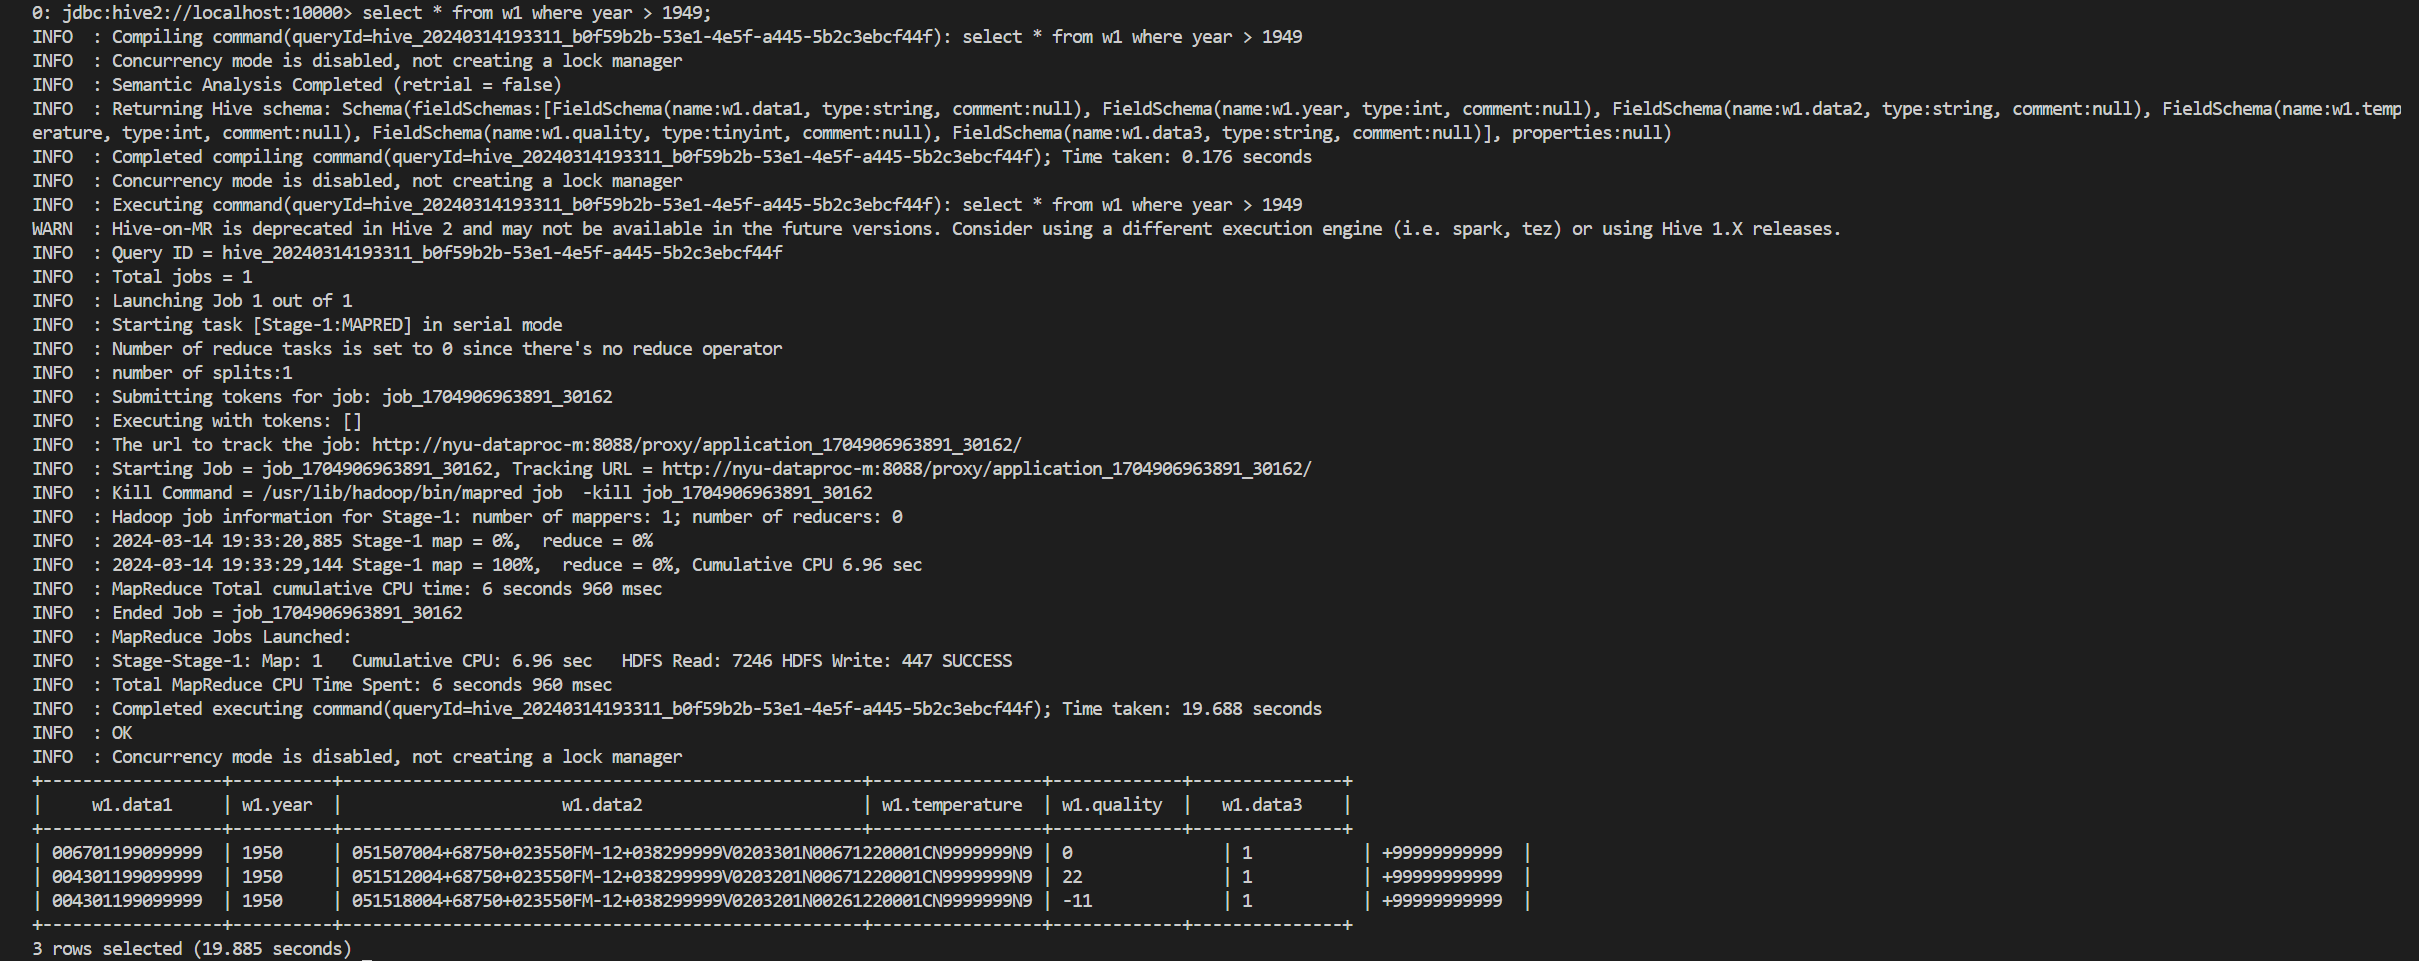 0: jdbc:hive2://localhost:10000> select * from w1 where year > 1949;
INFO  : Compiling command(queryId=hive_20240314193311_b0f59b2b-53e1-4e5f-a445-5b2c3ebcf44f): select * from w1 where year > 1949
INFO  : Concurrency mode is disabled, not creating a lock manager
INFO  : Semantic Analysis Completed (retrial = false)
INFO  : Returning Hive schema: Schema(fieldSchemas:[FieldSchema(name:w1.data1, type:string, comment:null), FieldSchema(name:w1.year, type:int, comment:null), FieldSchema(name:w1.data2, type:string, comment:null), FieldSchema(name:w1.temp
erature, type:int, comment:null), FieldSchema(name:w1.quality, type:tinyint, comment:null), FieldSchema(name:w1.data3, type:string, comment:null)], properties:null)
INFO  : Completed compiling command(queryId=hive_20240314193311_b0f59b2b-53e1-4e5f-a445-5b2c3ebcf44f); Time taken: 0.176 seconds
INFO  : Concurrency mode is disabled, not creating a lock manager
INFO  : Executing command(queryId=hive_20240314193311_b0f59b2b-53e1-4e5f-a445-5b2c3ebcf44f): select * from w1 where year > 1949
WARN  : Hive-on-MR is deprecated in Hive 2 and may not be available in the future versions. Consider using a different execution engine (i.e. spark, tez) or using Hive 1.X releases.
INFO  : Query ID = hive_20240314193311_b0f59b2b-53e1-4e5f-a445-5b2c3ebcf44f
INFO  : Total jobs = 1
INFO  : Launching Job 1 out of 1
INFO  : Starting task [Stage-1:MAPRED] in serial mode
INFO  : Number of reduce tasks is set to 0 since there's no reduce operator
INFO  : number of splits:1
INFO  : Submitting tokens for job: job_1704906963891_30162
INFO  : Executing with tokens: []
INFO  : The url to track the job: http://nyu-dataproc-m:8088/proxy/application_1704906963891_30162/
INFO  : Starting Job = job_1704906963891_30162, Tracking URL = http://nyu-dataproc-m:8088/proxy/application_1704906963891_30162/
INFO  : Kill Command = /usr/lib/hadoop/bin/mapred job  -kill job_1704906963891_30162
INFO  : Hadoop job information for Stage-1: number of mappers: 1; number of reducers: 0
INFO  : 2024-03-14 19:33:20,885 Stage-1 map = 0%,  reduce = 0%
INFO  : 2024-03-14 19:33:29,144 Stage-1 map = 100%,  reduce = 0%, Cumulative CPU 6.96 sec
INFO  : MapReduce Total cumulative CPU time: 6 seconds 960 msec
INFO  : Ended Job = job_1704906963891_30162
INFO  : MapReduce Jobs Launched:
INFO  : Stage-Stage-1: Map: 1   Cumulative CPU: 6.96 sec   HDFS Read: 7246 HDFS Write: 447 SUCCESS
INFO  : Total MapReduce CPU Time Spent: 6 seconds 960 msec
INFO  : Completed executing command(queryId=hive_20240314193311_b0f59b2b-53e1-4e5f-a445-5b2c3ebcf44f); Time taken: 19.688 seconds
INFO  : OK
INFO  : Concurrency mode is disabled, not creating a lock manager
+------------------+----------+----------------------------------------------------+-----------------+-------------+---------------+
|     w1.data1     | w1.year  |                      w1.data2                      | w1.temperature  | w1.quality  |   w1.data3    |
+------------------+----------+----------------------------------------------------+-----------------+-------------+---------------+
| 006701199099999  | 1950     | 051507004+68750+023550FM-12+038299999V0203301N00671220001CN9999999N9 | 0               | 1           | +99999999999  |
| 004301199099999  | 1950     | 051512004+68750+023550FM-12+038299999V0203201N00671220001CN9999999N9 | 22              | 1           | +99999999999  |
| 004301199099999  | 1950     | 051518004+68750+023550FM-12+038299999V0203201N00261220001CN9999999N9 | -11             | 1           | +99999999999  |
+------------------+----------+----------------------------------------------------+-----------------+-------------+---------------+
3 rows selected (19.885 seconds)